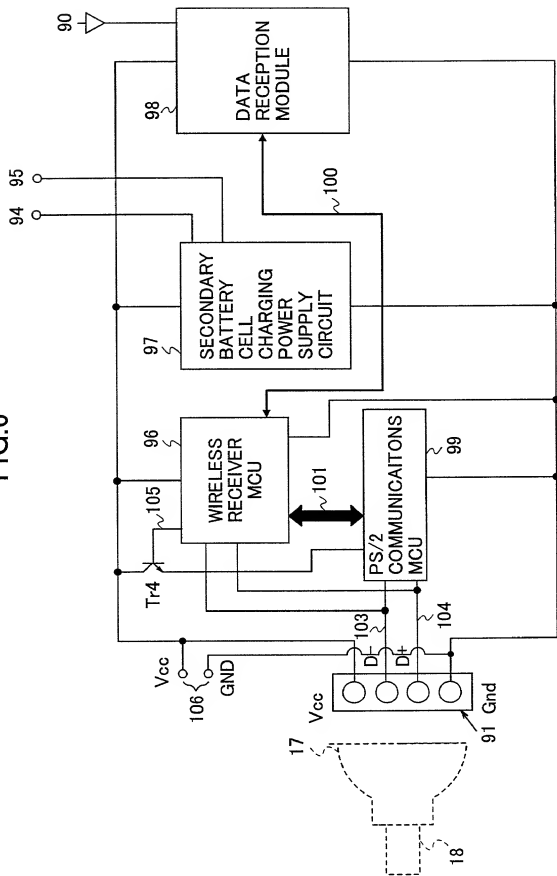 FIG.6
90
98
DATA
RECEPTION
MODULE
95
94
100
97
SECONDARY
BATTERY
CELL
CHARGING
POWER
SUPPLY
CIRCUIT
96
WIRELESS
RECEIVER
MCU
105
Tr4
101
99
PS/2
COMMUNICAITONS
MCU
103
104
Vcc
106
GND
D-
D+
Vcc
Gnd
91
17
18